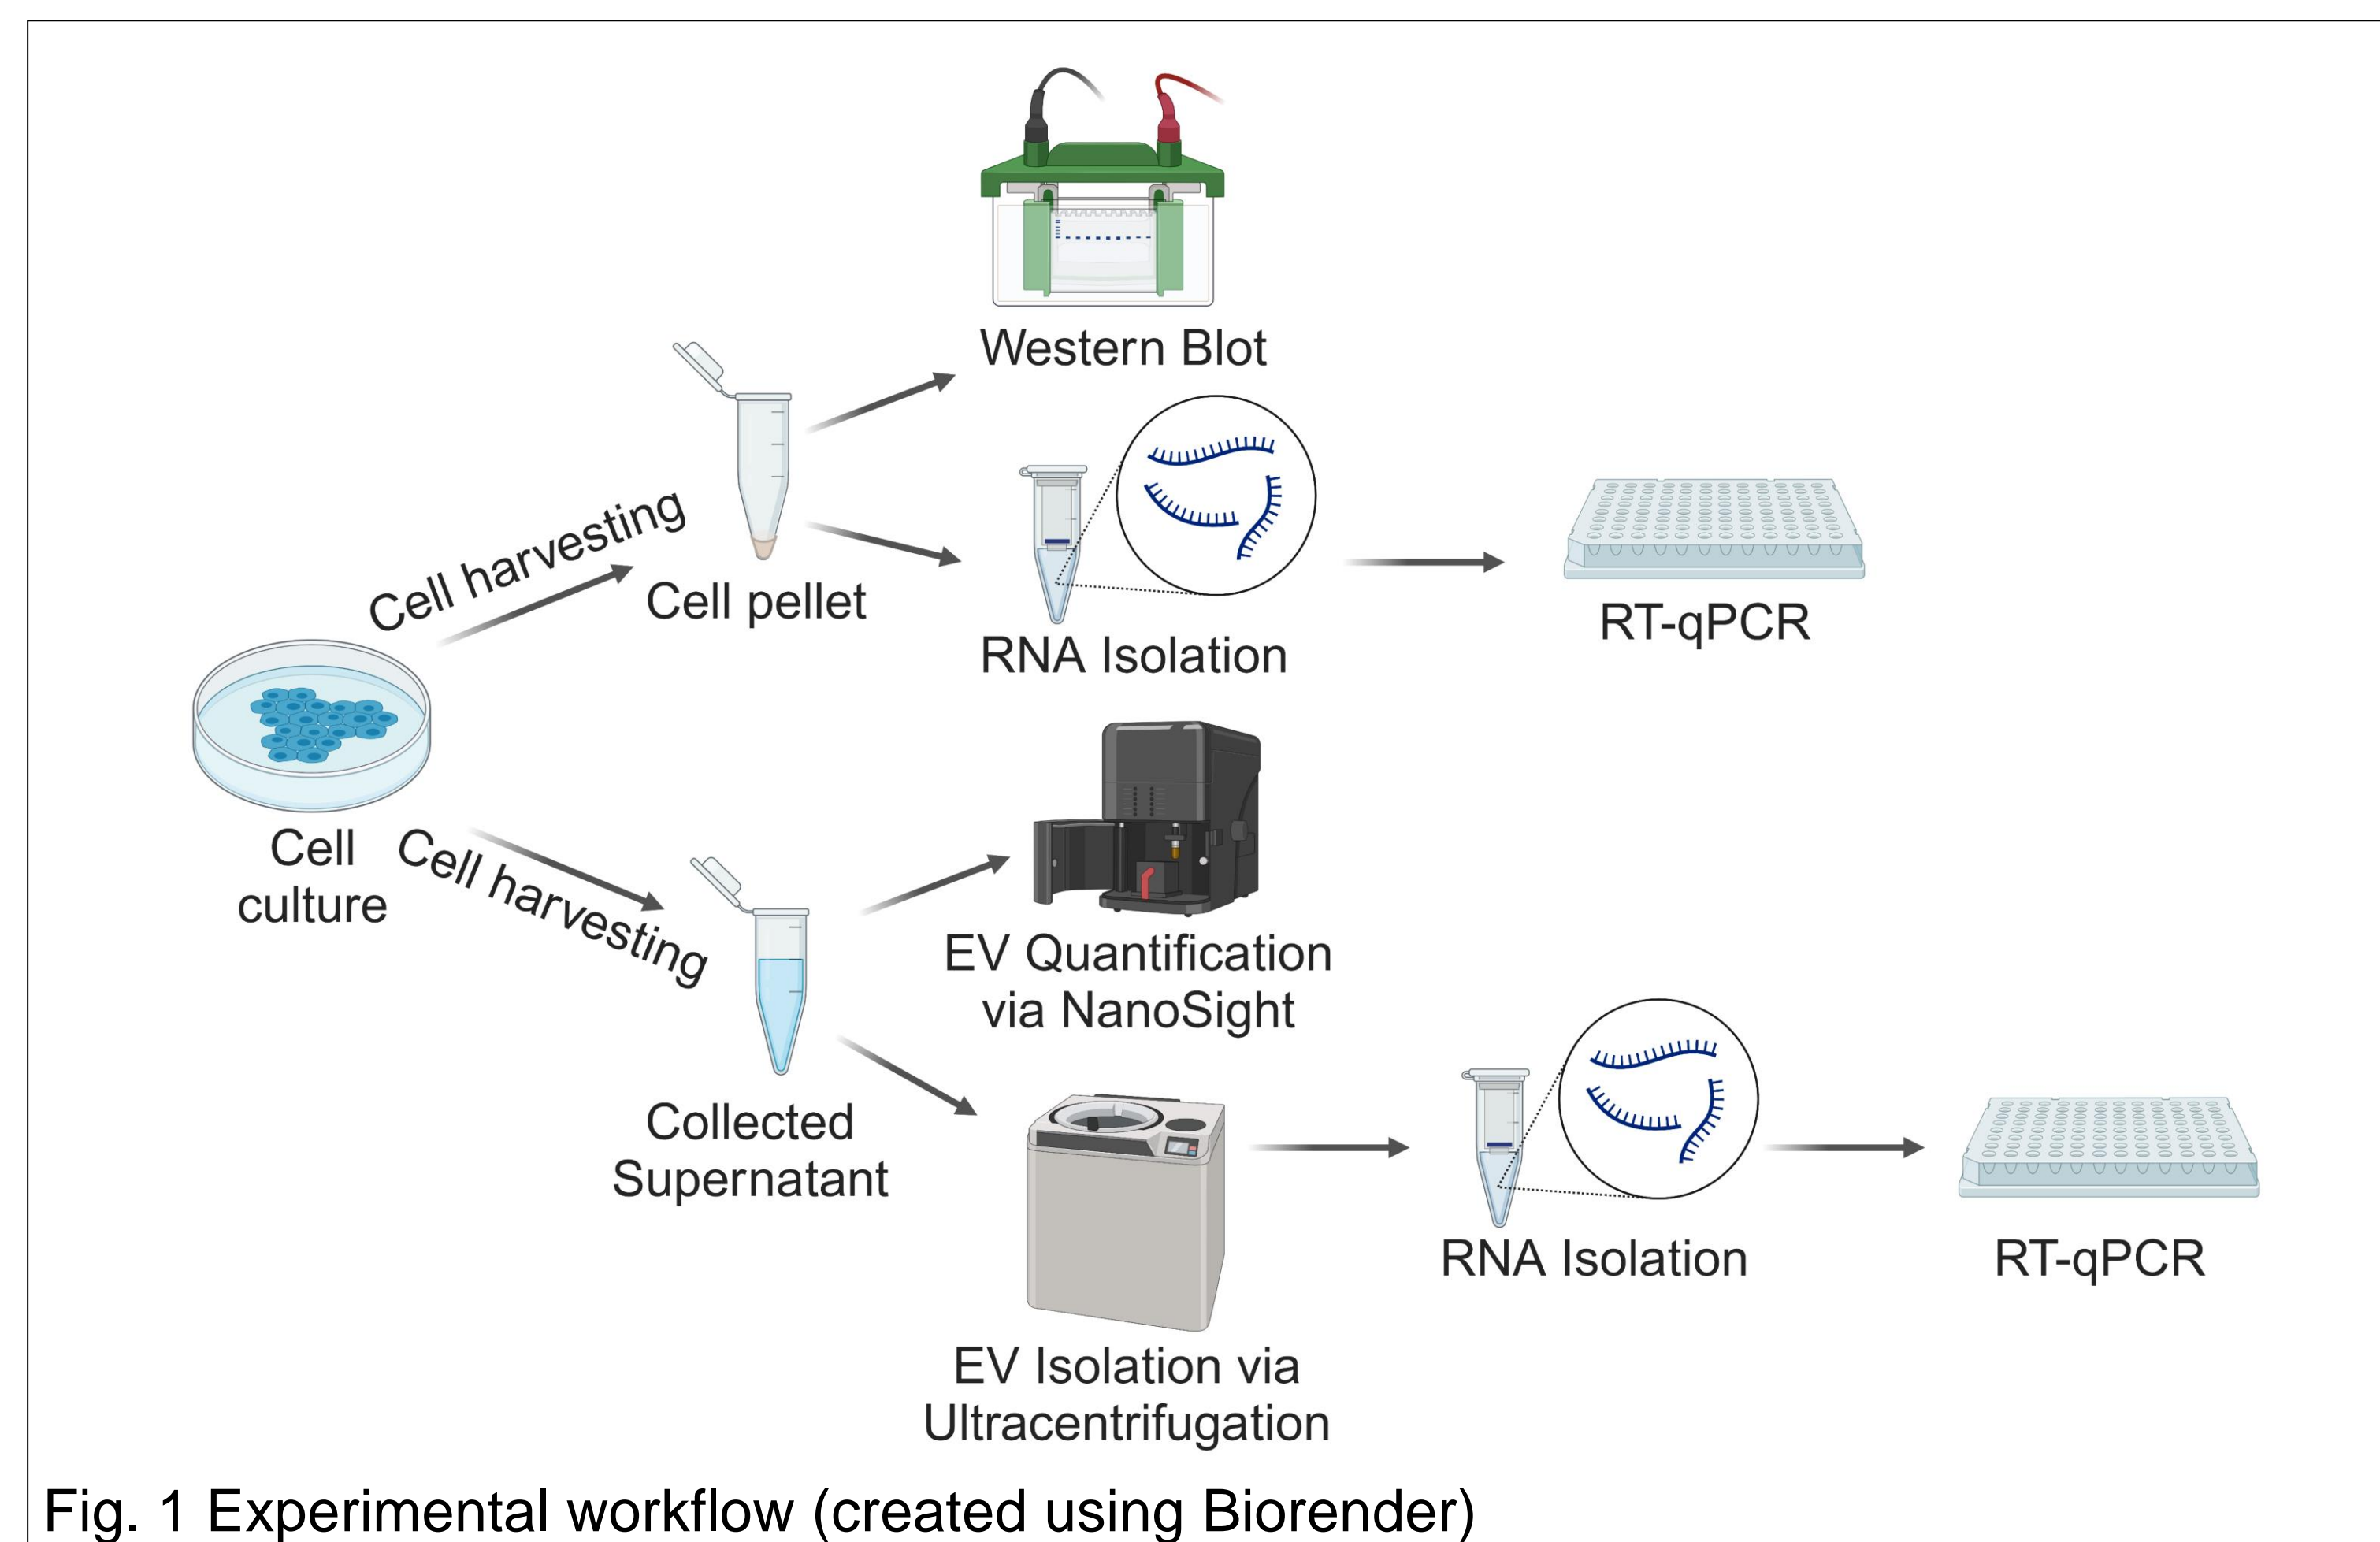 Western Blot
Cell harvesting
Cell pellet
RNA Isolation
RT-qPCR
Cell
culture
Cell harvesting
Collected
Supernatant
EV Quantification
via NanoSight
EV Isolation via
Ultracentrifugation
RNA Isolation
RT-qPCR
Fig. 1 Experimental workflow (created using Biorender)